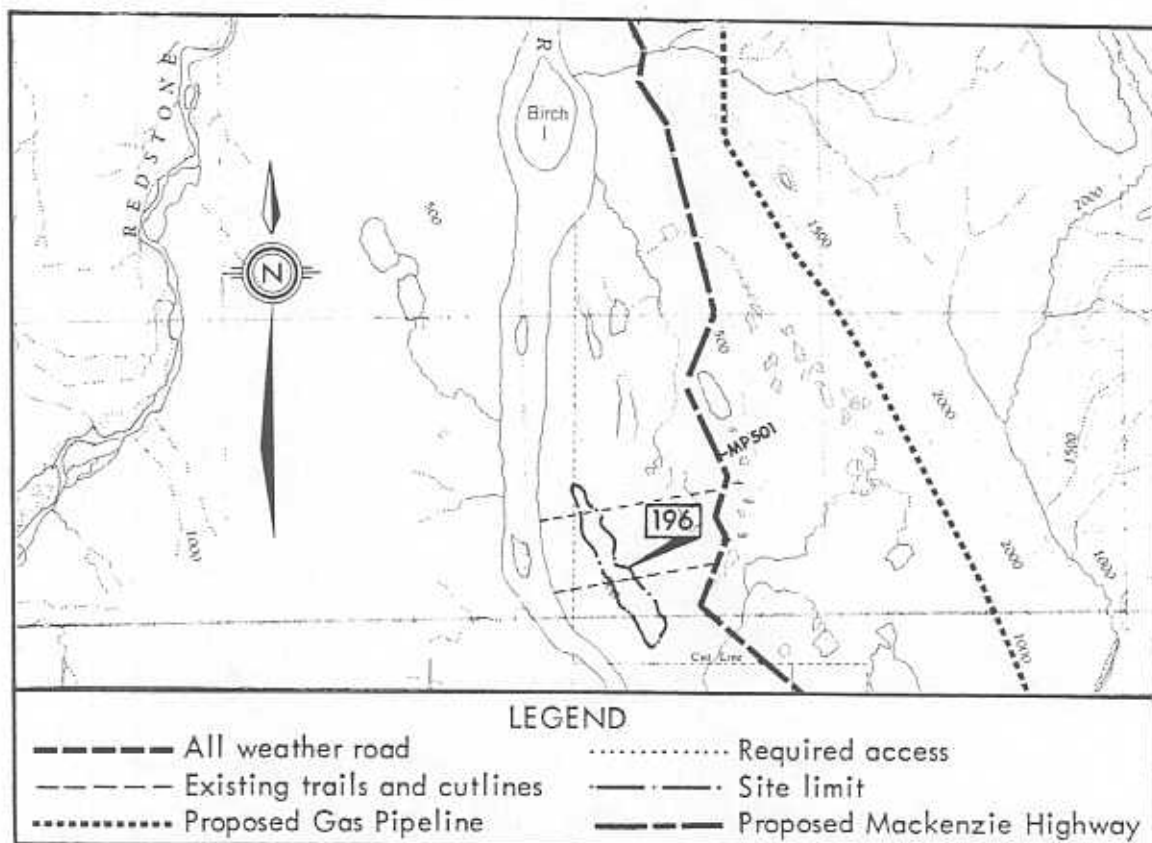 R
REDSTONE
Birch
I
500
2000
1500
N
500
2000
MP501
1500
196
1000
2000
1000
1000
Cut Line
LEGEND
All weather road
Required access
Existing trails and cutlines
Site limit
Proposed Gas Pipeline
Proposed Mackenzie Highway